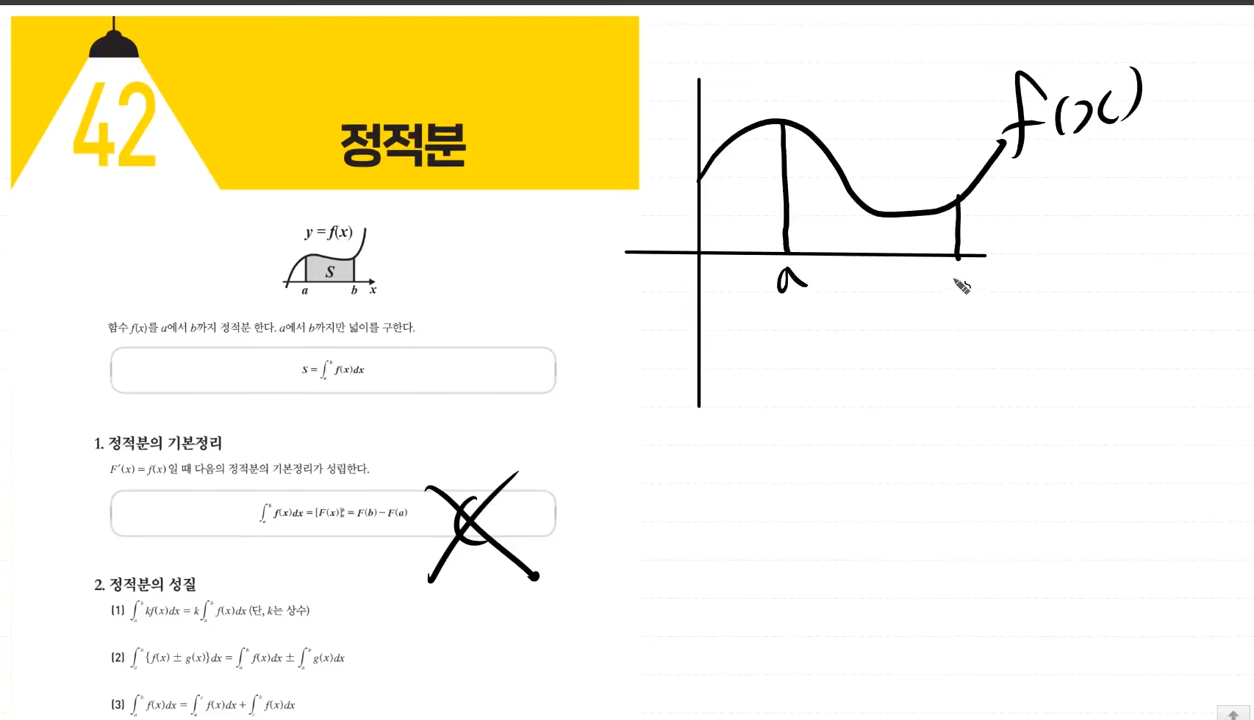 42
정적분
y = f(x)
S
a b x
함수 f(x)를 a에서 b까지 정적분 한다. a에서 b까지만 넓이를 구한다.
S = ∫_a^b f(x)dx
1. 정적분의 기본정리
F′(x) = f(x)일 때 다음의 정적분의 기본정리가 성립한다.
∫_a^b f(x)dx = [F(x)]_a^b = F(b) − F(a)
C
2. 정적분의 성질
(1) ∫_a^b kf(x)dx = k∫_a^b f(x)dx (단, k는 상수)
(2) ∫_a^b {f(x) ± g(x)}dx = ∫_a^b f(x)dx ± ∫_a^b g(x)dx
(3) ∫_a^b f(x)dx = ∫_a^c f(x)dx + ∫_c^b f(x)dx
f(x)
a